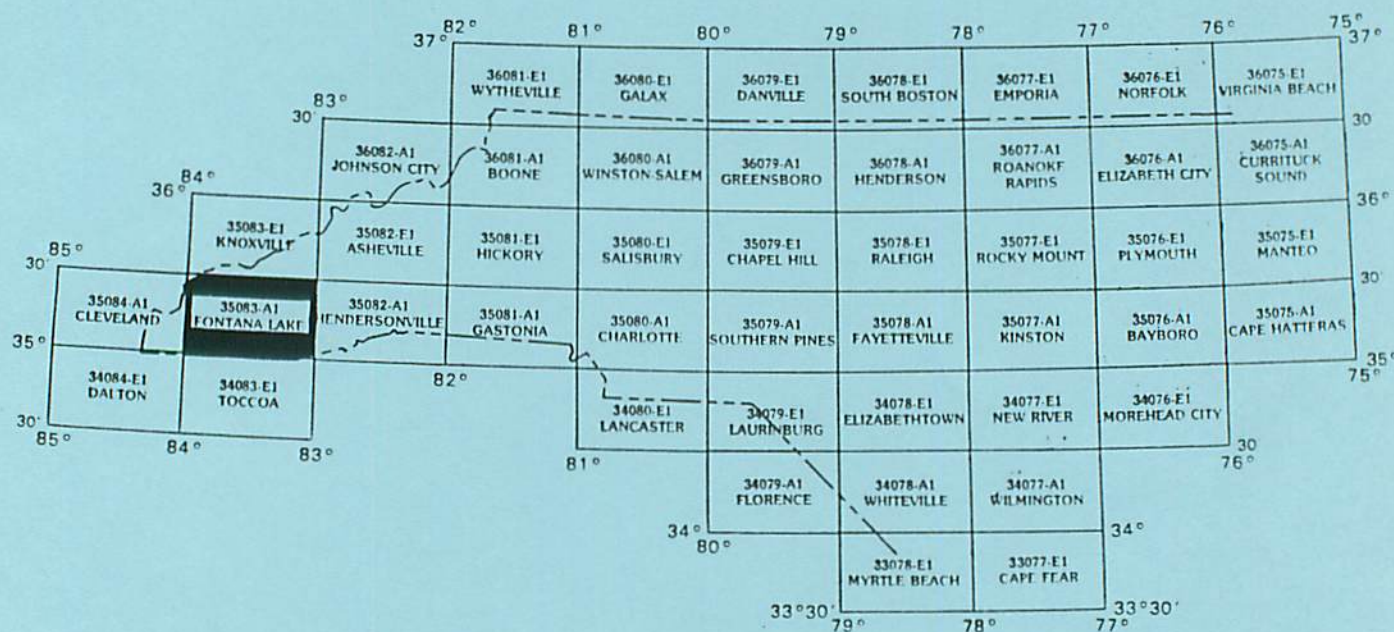 82° 81° 80° 79° 78° 77° 76° 75°
37° 37°
36081-E1 36080-E1 36079-E1 36078-E1 36077-E1 36076-E1 36075-E1
WYTHEVILLE GALAX DANVILLE SOUTH BOSTON EMPORIA NORFOLK VIRGINIA BEACH
83°
30' 30
36082-A1 36081-A1 36080-A1 36079-A1 36078-A1 36077-A1 36076-A1 36075-A1
JOHNSON CITY BOONE WINSTON-SALEM GREENSBORO HENDERSON ROANOKE RAPIDS ELIZABETH CITY CURRITUCK SOUND
84°
36° 36°
35083-E1 35082-E1 35081-E1 35080-E1 35079-E1 35078-E1 35077-E1 35076-E1 35075-E1
KNOXVILLE ASHEVILLE HICKORY SALISBURY CHAPEL HILL RALEIGH ROCKY MOUNT PLYMOUTH MANTEO
85°
30' 30'
35084-A1 35083-A1 35082-A1 35081-A1 35080-A1 35079-A1 35078-A1 35077-A1 35076-A1 35075-A1
CLEVELAND FONTANA LAKE HENDERSONVILLE GASTONIA CHARLOTTE SOUTHERN PINES FAYETTEVILLE KINSTON BAYBORO CAPE HATTERAS
35° 35°
82° 75°
34084-E1 34083-E1 34080-E1 34079-E1 34078-E1 34077-E1 34076-E1
DALTON TOCCOA LANCASTER LAURINBURG ELIZABETHTOWN NEW RIVER MOREHEAD CITY
30' 30
85° 84° 83° 81° 76°
34079-A1 34078-A1 34077-A1
FLORENCE WHITEVILLE WILMINGTON
34° 34°
80°
33078-E1 33077-E1
MYRTLE BEACH CAPE FEAR
33°30' 33°30'
79° 78° 77°